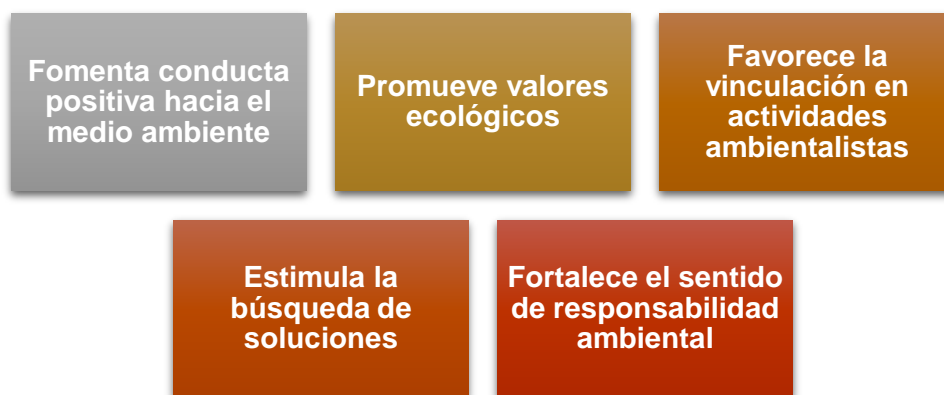 Fomenta conducta
positiva hacia el
medio ambiente
Promueve valores
ecológicos
Favorece la
vinculación en
actividades
ambientalistas
Estimula la
búsqueda de
soluciones
Fortalece el sentido
de responsabilidad
ambiental